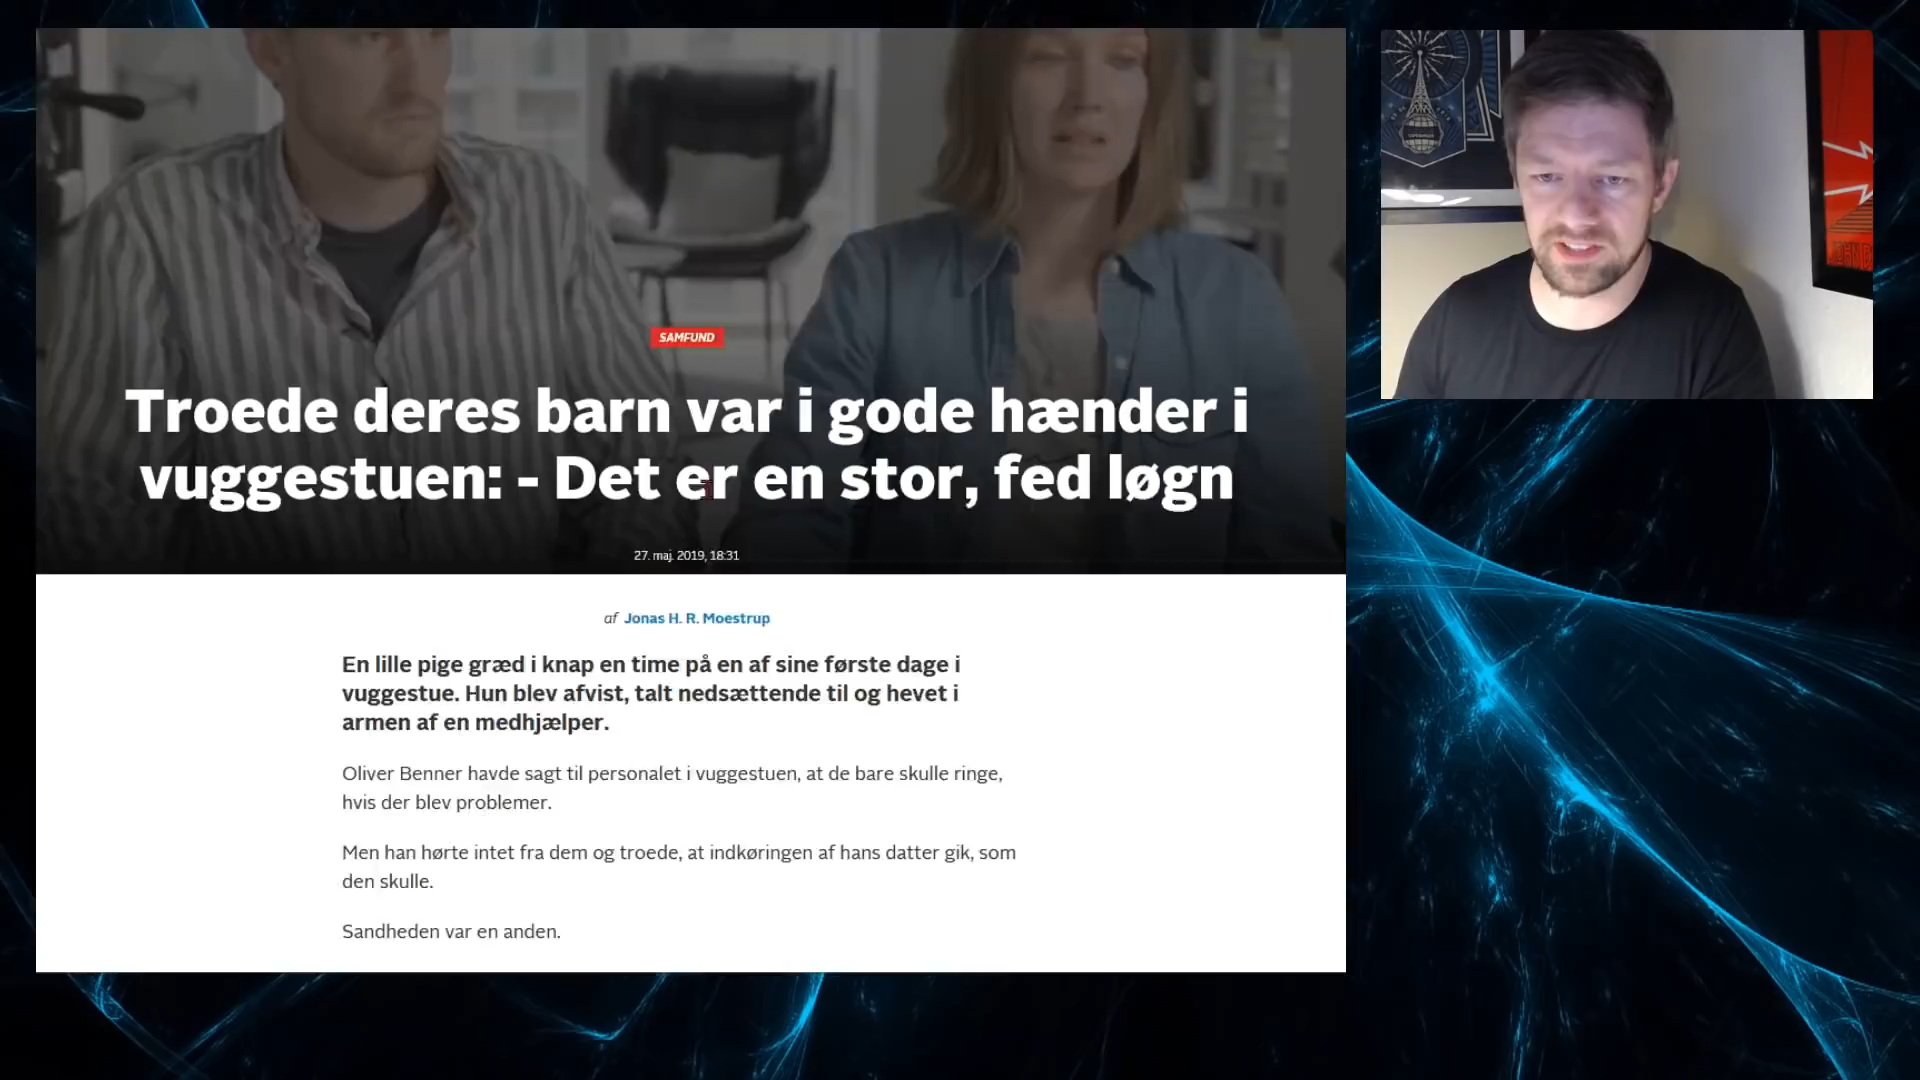 SAMFUND
Troede deres barn var i gode hænder i
vuggestuen: - Det er en stor, fed løgn
27. maj. 2019, 18:31
af Jonas H. R. Moestrup
En lille pige græd i knap en time på en af sine første dage i
vuggestue. Hun blev afvist, talt nedsættende til og hevet i
armen af en medhjælper.
Oliver Benner havde sagt til personalet i vuggestuen, at de bare skulle ringe,
hvis der blev problemer.
Men han hørte intet fra dem og troede, at indkøringen af hans datter gik, som
den skulle.
Sandheden var en anden.